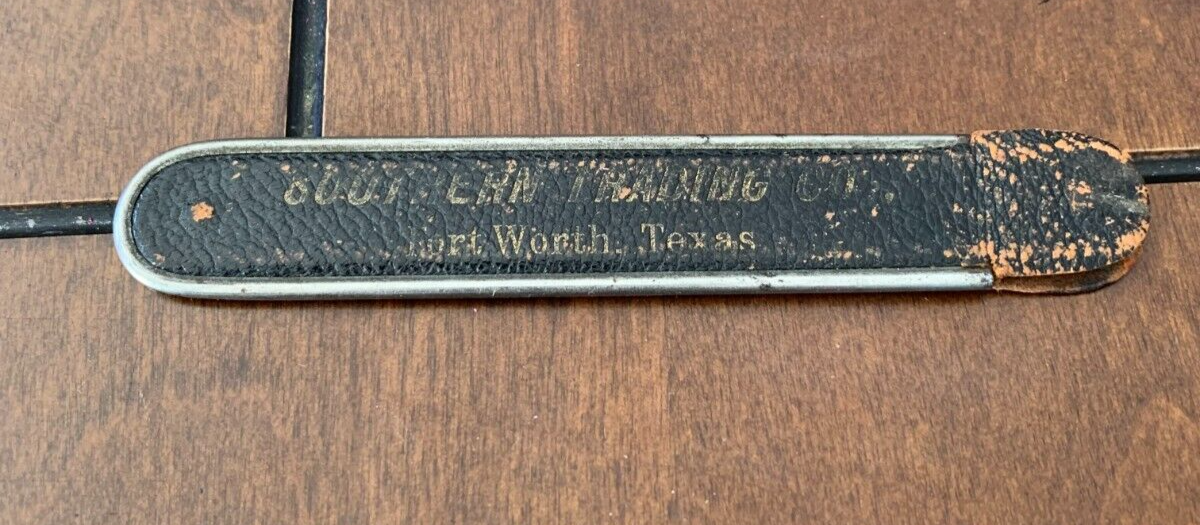 SOUTHERN TRADING CO.
Fort Worth, Texas